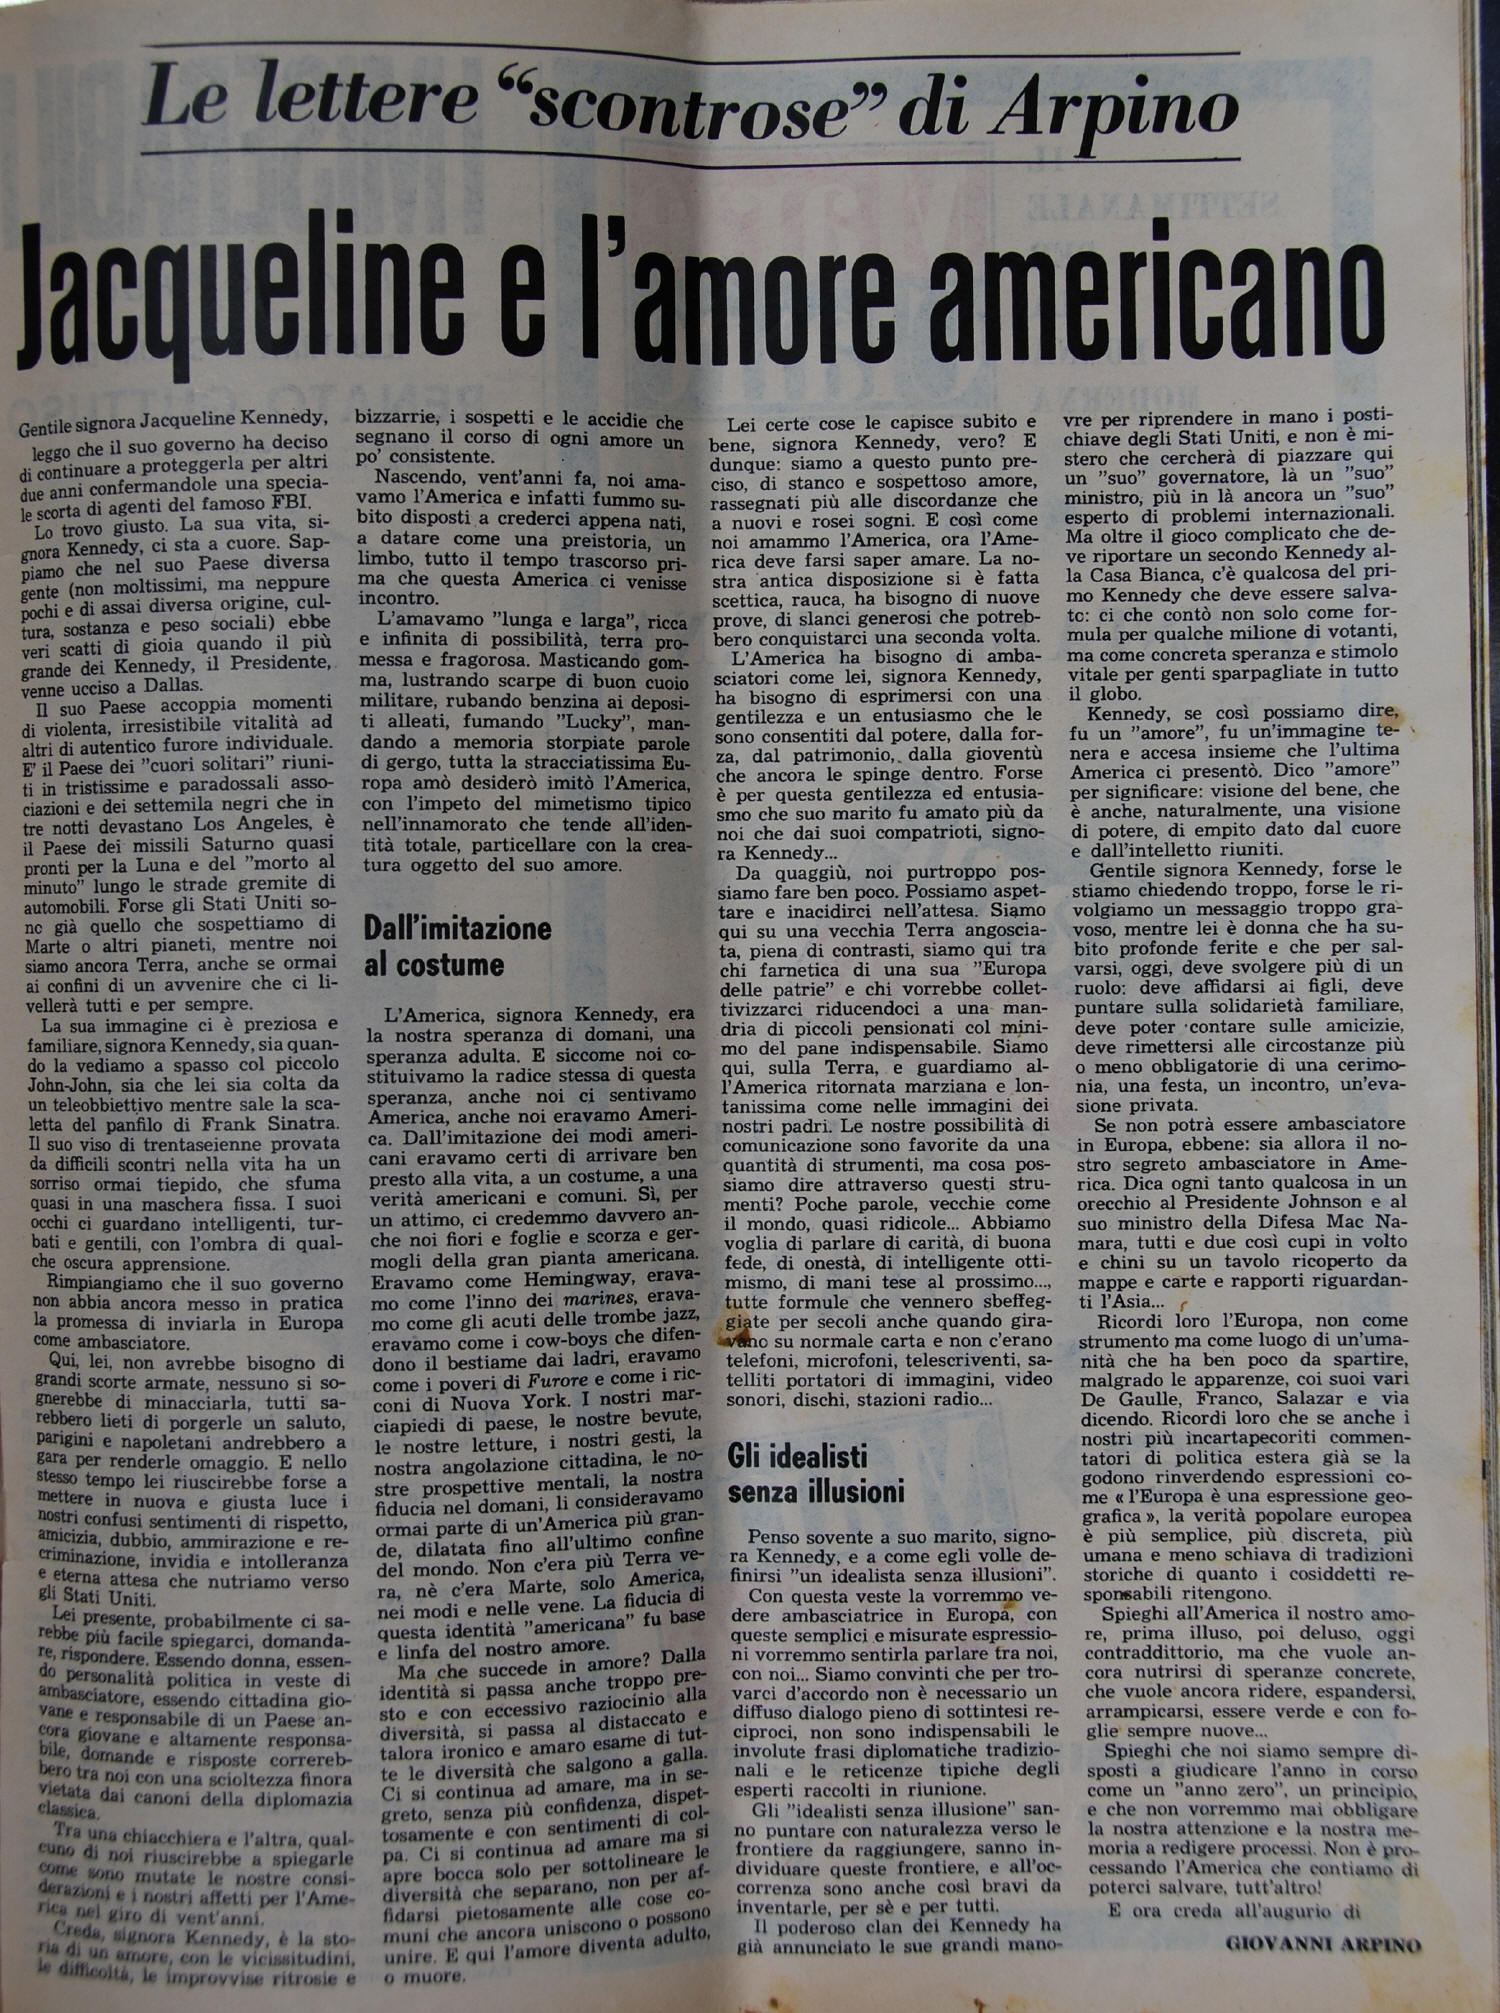 Le lettere “scontrose” di Arpino
Jacqueline e l’amore americano
Gentile signora Jacqueline Kennedy,
leggo che il suo governo ha deciso
di continuare a proteggerla per altri
due anni confermandole una specia-
le scorta di agenti del famoso FBI.
Lo trovo giusto. La sua vita, si-
gnora Kennedy, ci sta a cuore. Sap-
piamo che nel suo Paese diversa
gente (non moltissimi, ma neppure
pochi e di assai diversa origine, cul-
tura, sostanza e peso sociali) ebbe
veri scatti di gioia quando il più
grande dei Kennedy, il Presidente,
venne ucciso a Dallas.
Il suo Paese accoppia momenti
di violenta, irresistibile vitalità ad
altri di autentico furore individuale.
E' il Paese dei ”cuori solitari” riuni-
ti in tristissime e paradossali asso-
ciazioni e dei settemila negri che in
tre notti devastano Los Angeles, è
il Paese dei missili Saturno quasi
pronti per la Luna e del ”morto al
minuto” lungo le strade gremite di
automobili. Forse gli Stati Uniti so-
no già quello che sospettiamo di
Marte o altri pianeti, mentre noi
siamo ancora Terra, anche se ormai
ai confini di un avvenire che ci li-
vellerà tutti e per sempre.
La sua immagine ci è preziosa e
familiare, signora Kennedy, sia quan-
do la vediamo a spasso col piccolo
John-John, sia che lei sia colta da
un teleobbiettivo mentre sale la sca-
letta del panfilo di Frank Sinatra.
Il suo viso di trentaseienne provata
da difficili scontri nella vita ha un
sorriso ormai tiepido, che sfuma
quasi in una maschera fissa. I suoi
occhi ci guardano intelligenti, tur-
bati e gentili, con l'ombra di qual-
che oscura apprensione.
Rimpiangiamo che il suo governo
non abbia ancora messo in pratica
la promessa di inviarla in Europa
come ambasciatore.
Qui, lei, non avrebbe bisogno di
grandi scorte armate, nessuno si so-
gnerebbe di minacciarla, tutti sa-
rebbero lieti di porgerle un saluto,
parigini e napoletani andrebbero a
gara per renderle omaggio. E nello
stesso tempo lei riuscirebbe forse a
mettere in nuova e giusta luce i
nostri confusi sentimenti di rispetto,
amicizia, dubbio, ammirazione e re-
criminazione, invidia e intolleranza
e eterna attesa che nutriamo verso
gli Stati Uniti.
Lei presente, probabilmente ci sa-
rebbe più facile spiegarci, domanda-
re, rispondere. Essendo donna, essen-
do personalità politica in veste di
ambasciatore, essendo cittadina gio-
vane e responsabile di un Paese an-
cora giovane e altamente responsa-
bile, domande e risposte correreb-
bero tra noi con una scioltezza finora
vietata dai canoni della diplomazia
classica.
Tra una chiacchiera e l'altra, qual-
cuno di noi riuscirebbe a spiegarle
come sono mutate le nostre consi-
derazioni e i nostri affetti per l'Ame-
rica nel giro di vent'anni.
Creda, signora Kennedy, è la sto-
ria di un amore, con le vicissitudini,
le difficoltà, le improvvise ritrosie e
bizzarrie, i sospetti e le accidie che
segnano il corso di ogni amore un
po' consistente.
Nascendo, vent'anni fa, noi ama-
vamo l'America e infatti fummo su-
bito disposti a crederci appena nati,
a datare come una preistoria, un
limbo, tutto il tempo trascorso pri-
ma che questa America ci venisse
incontro.
L'amavamo ”lunga e larga”, ricca
e infinita di possibilità, terra pro-
messa e fragorosa. Masticando gom-
ma, lustrando scarpe di buon cuoio
militare, rubando benzina ai deposi-
ti alleati, fumando ”Lucky”, man-
dando a memoria storpiate parole
di gergo, tutta la stracciatissima Eu-
ropa amò desiderò imitò l'America,
con l'impeto del mimetismo tipico
nell'innamorato che tende all'iden-
tità totale, particellare con la crea-
tura oggetto del suo amore.
Dall'imitazione
al costume
L'America, signora Kennedy, era
la nostra speranza di domani, una
speranza adulta. E siccome noi co-
stituivamo la radice stessa di questa
speranza, anche noi ci sentivamo
America, anche noi eravamo Ameri-
ca. Dall'imitazione dei modi ameri-
cani eravamo certi di arrivare ben
presto alla vita, a un costume, a una
verità americani e comuni. Sì, per
un attimo, ci credemmo davvero an-
che noi fiori e foglie e scorza e ger-
mogli della gran pianta americana.
Eravamo come Hemingway, erava-
mo come l'inno dei marines, erava-
mo come gli acuti delle trombe jazz,
eravamo come i cow-boys che difen-
dono il bestiame dai ladri, eravamo
come i poveri di Furore e come i ric-
coni di Nuova York. I nostri mar-
ciapiedi di paese, le nostre bevute,
le nostre letture, i nostri gesti, la
nostra angolazione cittadina, le no-
stre prospettive mentali, la nostra
fiducia nel domani, li consideravamo
ormai parte di un'America più gran-
de, dilatata fino all'ultimo confine
del mondo. Non c'era più Terra ve-
ra, nè c'era Marte, solo America,
nei modi e nelle vene. La fiducia di
questa identità ”americana” fu base
e linfa del nostro amore.
Ma che succede in amore? Dalla
identità si passa anche troppo pre-
sto e con eccessivo raziocinio alla
diversità, si passa al distaccato e
talora ironico e amaro esame di tut-
te le diversità che salgono a galla.
Ci si continua ad amare, ma in se-
greto, senza più confidenza, dispet-
tosamente e con sentimenti di col-
pa. Ci si continua ad amare ma si
apre bocca solo per sottolineare le
diversità che separano, non per af-
fidarsi pietosamente alle cose co-
muni che ancora uniscono o possono
unire. E qui l'amore diventa adulto,
o muore.
Lei certe cose le capisce subito e
bene, signora Kennedy, vero? E
dunque: siamo a questo punto pre-
ciso, di stanco e sospettoso amore,
rassegnati più alle discordanze che
a nuovi e rosei sogni. E così come
noi amammo l'America, ora l'Ame-
rica deve farsi saper amare. La no-
stra antica disposizione si è fatta
scettica, rauca, ha bisogno di nuove
prove, di slanci generosi che potreb-
bero conquistarci una seconda volta.
L'America ha bisogno di amba-
sciatori come lei, signora Kennedy,
ha bisogno di esprimersi con una
gentilezza e un entusiasmo che le
sono consentiti dal potere, dalla for-
za, dal patrimonio, dalla gioventù
che ancora le spinge dentro. Forse
è per questa gentilezza ed entusia-
smo che suo marito fu amato più da
noi che dai suoi compatrioti, signo-
ra Kennedy...
Da quaggiù, noi purtroppo pos-
siamo fare ben poco. Possiamo aspet-
tare e inacidirci nell'attesa. Siamo
qui su una vecchia Terra angoscia-
ta, piena di contrasti, siamo qui tra
chi farnetica di una sua ”Europa
delle patrie” e chi vorrebbe collet-
tivizzarci riducendoci a una man-
dria di piccoli pensionati col mini-
mo del pane indispensabile. Siamo
qui, sulla Terra, e guardiamo al-
l'America ritornata marziana e lon-
tanissima come nelle immagini dei
nostri padri. Le nostre possibilità di
comunicazione sono favorite da una
quantità di strumenti, ma cosa pos-
siamo dire attraverso questi stru-
menti? Poche parole, vecchie come
il mondo, quasi ridicole... Abbiamo
voglia di parlare di carità, di buona
fede, di onestà, di intelligente otti-
mismo, di mani tese al prossimo...,
tutte formule che vennero sbeffeg-
giate per secoli anche quando gira-
vano su normale carta e non c'erano
telefoni, microfoni, telescriventi, sa-
telliti portatori di immagini, video
sonori, dischi, stazioni radio...
Gli idealisti
senza illusioni
Penso sovente a suo marito, signo-
ra Kennedy, e a come egli volle de-
finirsi ”un idealista senza illusioni”.
Con questa veste la vorremmo ve-
dere ambasciatrice in Europa, con
queste semplici e misurate espressio-
ni vorremmo sentirla parlare tra noi,
con noi... Siamo convinti che per tro-
varci d'accordo non è necessario un
diffuso dialogo pieno di sottintesi re-
ciproci, non sono indispensabili le
involute frasi diplomatiche tradizio-
nali e le reticenze tipiche degli
esperti raccolti in riunione.
Gli ”idealisti senza illusione” san-
no puntare con naturalezza verso le
frontiere da raggiungere, sanno in-
dividuare queste frontiere, e all'oc-
correnza sono anche così bravi da
inventarle, per sè e per tutti.
Il poderoso clan dei Kennedy ha
già annunciato le sue grandi mano-
vre per riprendere in mano i posti-
chiave degli Stati Uniti, e non è mi-
stero che cercherà di piazzare qui
un ”suo” governatore, là un ”suo”
ministro, più in là ancora un ”suo”
esperto di problemi internazionali.
Ma oltre il gioco complicato che de-
ve riportare un secondo Kennedy al-
la Casa Bianca, c'è qualcosa del pri-
mo Kennedy che deve essere salva-
to: ci che contò non solo come for-
mula per qualche milione di votanti,
ma come concreta speranza e stimolo
vitale per genti sparpagliate in tutto
il globo.
Kennedy, se così possiamo dire,
fu un ”amore”, fu un'immagine te-
nera e accesa insieme che l'ultima
America ci presentò. Dico ”amore”
per significare: visione del bene, che
è anche, naturalmente, una visione
di potere, di empito dato dal cuore
e dall'intelletto riuniti.
Gentile signora Kennedy, forse le
stiamo chiedendo troppo, forse le ri-
volgiamo un messaggio troppo gra-
voso, mentre lei è donna che ha su-
bito profonde ferite e che per sal-
varsi, oggi, deve svolgere più di un
ruolo: deve affidarsi ai figli, deve
puntare sulla solidarietà familiare,
deve poter contare sulle amicizie,
deve rimettersi alle circostanze più
o meno obbligatorie di una cerimo-
nia, una festa, un incontro, un'eva-
sione privata.
Se non potrà essere ambasciatore
in Europa, ebbene: sia allora il no-
stro segreto ambasciatore in Ame-
rica. Dica ogni tanto qualcosa in un
orecchio al Presidente Johnson e al
suo ministro della Difesa Mac Na-
mara, tutti e due così cupi in volto
e chini su un tavolo ricoperto da
mappe e carte e rapporti riguardan-
ti l'Asia...
Ricordi loro l'Europa, non come
strumento ma come luogo di un'uma-
nità che ha ben poco da spartire,
malgrado le apparenze, coi suoi vari
De Gaulle, Franco, Salazar e via
dicendo. Ricordi loro che se anche i
nostri più incartapecoriti commen-
tatori di politica estera già se la
godono rinverdendo espressioni co-
me « l'Europa è una espressione geo-
grafica », la verità popolare europea
è più semplice, più discreta, più
umana e meno schiava di tradizioni
storiche di quanto i cosiddetti re-
sponsabili ritengono.
Spieghi all'America il nostro amo-
re, prima illuso, poi deluso, oggi
contraddittorio, ma che vuole an-
cora nutrirsi di speranze concrete,
che vuole ancora ridere, espandersi,
arrampicarsi, essere verde e con fo-
glie sempre nuove...
Spieghi che noi siamo sempre di-
sposti a giudicare l'anno in corso
come un ”anno zero”, un principio,
e che non vorremmo mai obbligare
la nostra attenzione e la nostra me-
moria a redigere processi. Non è pro-
cessando l'America che contiamo di
poterci salvare, tutt'altro!
E ora creda all'augurio di
GIOVANNI ARPINO